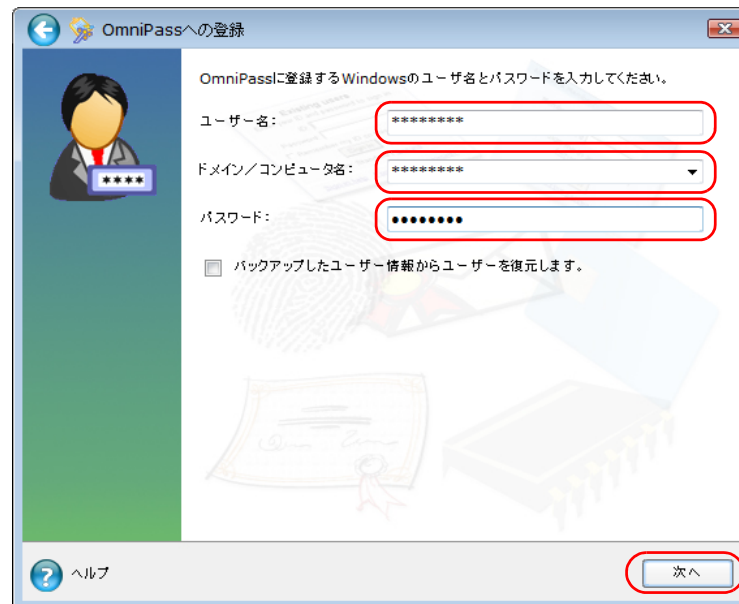 OmniPassへの登録
OmniPassに登録するWindowsのユーザ名とパスワードを入力してください。
ユーザー名: ********
ドメイン／コンピュータ名: ********
****
パスワード: ●●●●●●●●
バックアップしたユーザー情報からユーザーを復元します。
? ヘルプ
次へ